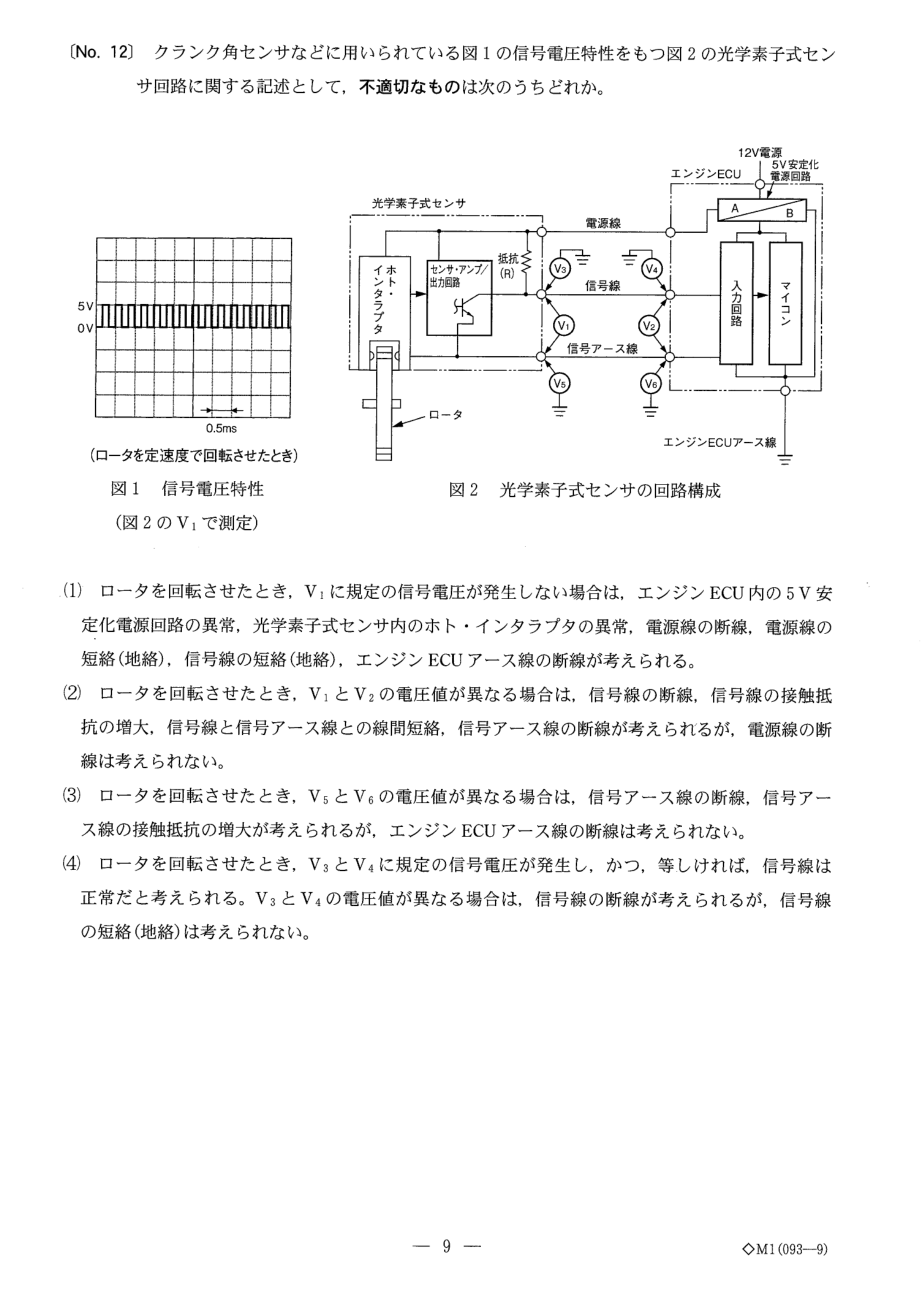 〔No. 12〕 クランク角センサなどに用いられている図1の信号電圧特性をもつ図2の光学素子式セン
サ回路に関する記述として，不適切なものは次のうちどれか。
12V電源
5V安定化
電源回路
エンジンECU
A
B
光学素子式センサ
電源線
ホト・
インタラプタ
センサ・アンプ/
出力回路
抵抗
(R)
V3
V4
信号線
入力回路
マイコン
V1
V2
信号アース線
V5
V6
ロータ
エンジンECUアース線
5V
0V
0.5ms
(ロータを定速度で回転させたとき)
図1 信号電圧特性
(図2のV1で測定)
図2 光学素子式センサの回路構成
(1) ロータを回転させたとき，V1に規定の信号電圧が発生しない場合は，エンジンECU内の5V安
定化電源回路の異常，光学素子式センサ内のホト・インタラプタの異常，電源線の断線，電源線の
短絡(地絡)，信号線の短絡(地絡)，エンジンECUアース線の断線が考えられる。
(2) ロータを回転させたとき，V1とV2の電圧値が異なる場合は，信号線の断線，信号線の接触抵
抗の増大，信号線と信号アース線との線間短絡，信号アース線の断線が考えられるが，電源線の断
線は考えられない。
(3) ロータを回転させたとき，V5とV6の電圧値が異なる場合は，信号アース線の断線，信号アー
ス線の接触抵抗の増大が考えられるが，エンジンECUアース線の断線は考えられない。
(4) ロータを回転させたとき，V3とV4に規定の信号電圧が発生し，かつ，等しければ，信号線は
正常だと考えられる。V3とV4の電圧値が異なる場合は，信号線の断線が考えられるが，信号線
の短絡(地絡)は考えられない。
— 9 —
◇M1(093—9)